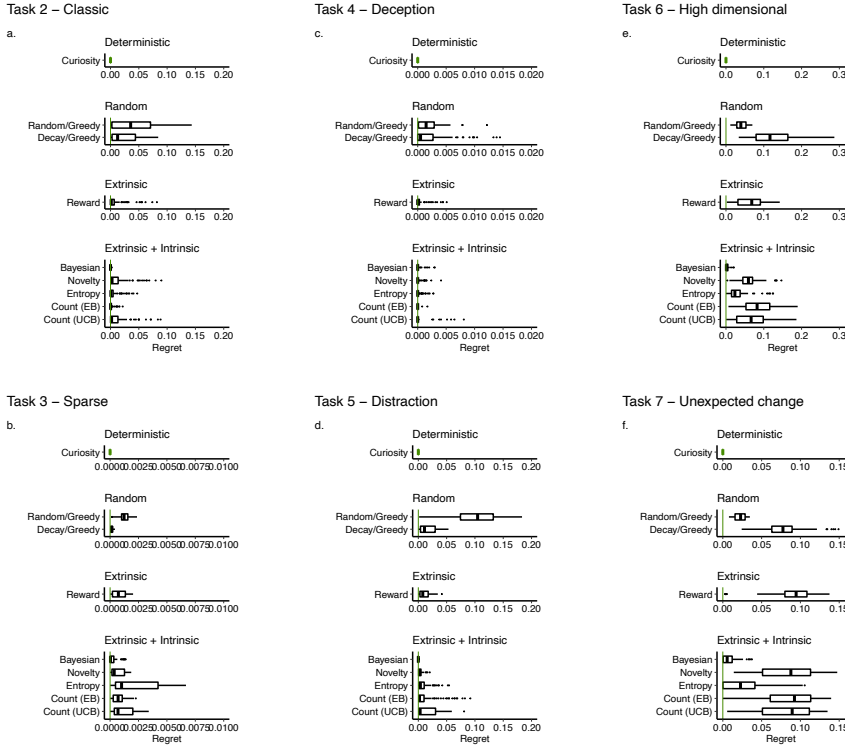 Task 2 – Classic
a.
Deterministic
Curiosity
0.00 0.05 0.10 0.15 0.20
Random
Random/Greedy
Decay/Greedy
0.00 0.05 0.10 0.15 0.20
Extrinsic
Reward
0.00 0.05 0.10 0.15 0.20
Extrinsic + Intrinsic
Bayesian
Novelty
Entropy
Count (EB)
Count (UCB)
0.00 0.05 0.10 0.15 0.20
Regret
Task 4 – Deception
c.
Deterministic
Curiosity
0.000 0.005 0.010 0.020
Random
Random/Greedy
Decay/Greedy
0.000 0.005 0.010 0.020
Extrinsic
Reward
0.000 0.005 0.010 0.020
Extrinsic + Intrinsic
Bayesian
Novelty
Entropy
Count (EB)
Count (UCB)
0.000 0.005 0.010 0.020
Regret
Task 6 – High dimensional
e.
Deterministic
Curiosity
0.0 0.1 0.2 0.3
Random
Random/Greedy
Decay/Greedy
0.0 0.1 0.2 0.3
Extrinsic
Reward
0.0 0.1 0.2 0.3
Extrinsic + Intrinsic
Bayesian
Novelty
Entropy
Count (EB)
Count (UCB)
0.0 0.1 0.2 0.3
Regret
Task 3 – Sparse
b.
Deterministic
Curiosity
0.0000 0.0025 0.0050 0.0075 0.0100
Random
Random/Greedy
Decay/Greedy
0.0000 0.0025 0.0050 0.0075 0.0100
Extrinsic
Reward
0.0000 0.0025 0.0050 0.0075 0.0100
Extrinsic + Intrinsic
Bayesian
Novelty
Entropy
Count (EB)
Count (UCB)
0.0000 0.0025 0.0050 0.0075 0.0100
Regret
Task 5 – Distraction
d.
Deterministic
Curiosity
0.00 0.05 0.10 0.15 0.20
Random
Random/Greedy
Decay/Greedy
0.00 0.05 0.10 0.15 0.20
Extrinsic
Reward
0.00 0.05 0.10 0.15 0.20
Extrinsic + Intrinsic
Bayesian
Novelty
Entropy
Count (EB)
Count (UCB)
0.00 0.05 0.10 0.15 0.20
Regret
Task 7 – Unexpected change
f.
Deterministic
Curiosity
0.00 0.05 0.10 0.15
Random
Random/Greedy
Decay/Greedy
0.00 0.05 0.10 0.15
Extrinsic
Reward
0.00 0.05 0.10 0.15
Extrinsic + Intrinsic
Bayesian
Novelty
Entropy
Count (EB)
Count (UCB)
0.00 0.05 0.10 0.15
Regret